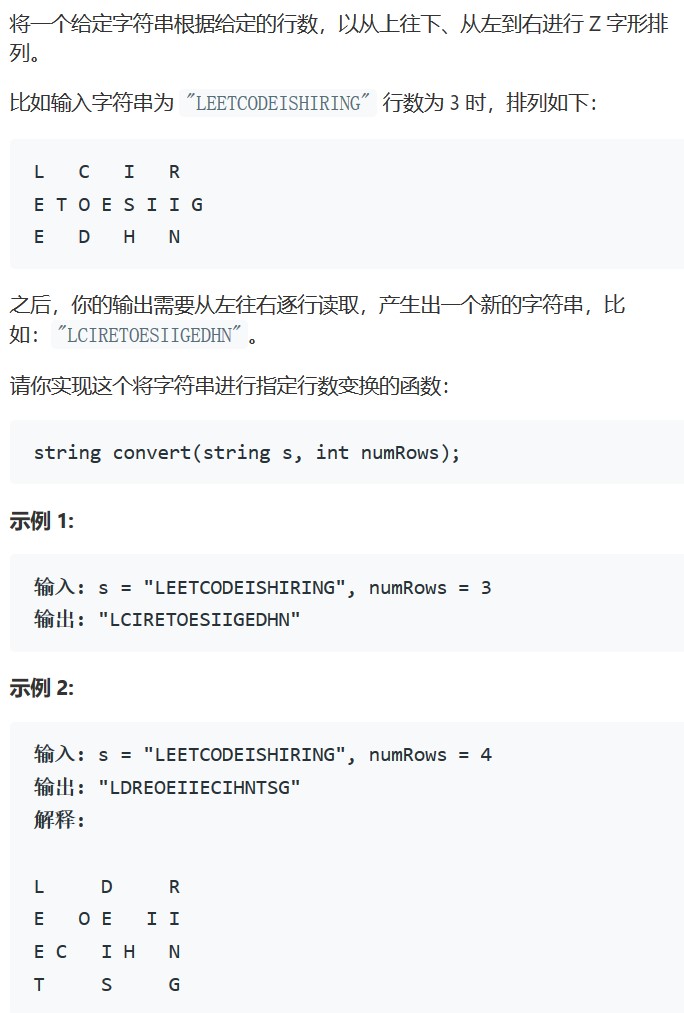 将一个给定字符串根据给定的行数，以从上往下、从左到右进行 Z 字形排
列。
比如输入字符串为 "LEETCODEISHIRING" 行数为 3 时，排列如下：
L   C   I   R
E T O E S I I G
E   D   H   N
之后，你的输出需要从左往右逐行读取，产生出一个新的字符串，比
如："LCIRETOESIIGEDHN"。
请你实现这个将字符串进行指定行数变换的函数：
string convert(string s, int numRows);
示例 1:
输入: s = "LEETCODEISHIRING", numRows = 3
输出: "LCIRETOESIIGEDHN"
示例 2:
输入: s = "LEETCODEISHIRING", numRows = 4
输出: "LDREOEIIECIHNTSG"
解释:
L     D     R
E   O E   I I
E C   I H   N
T     S     G